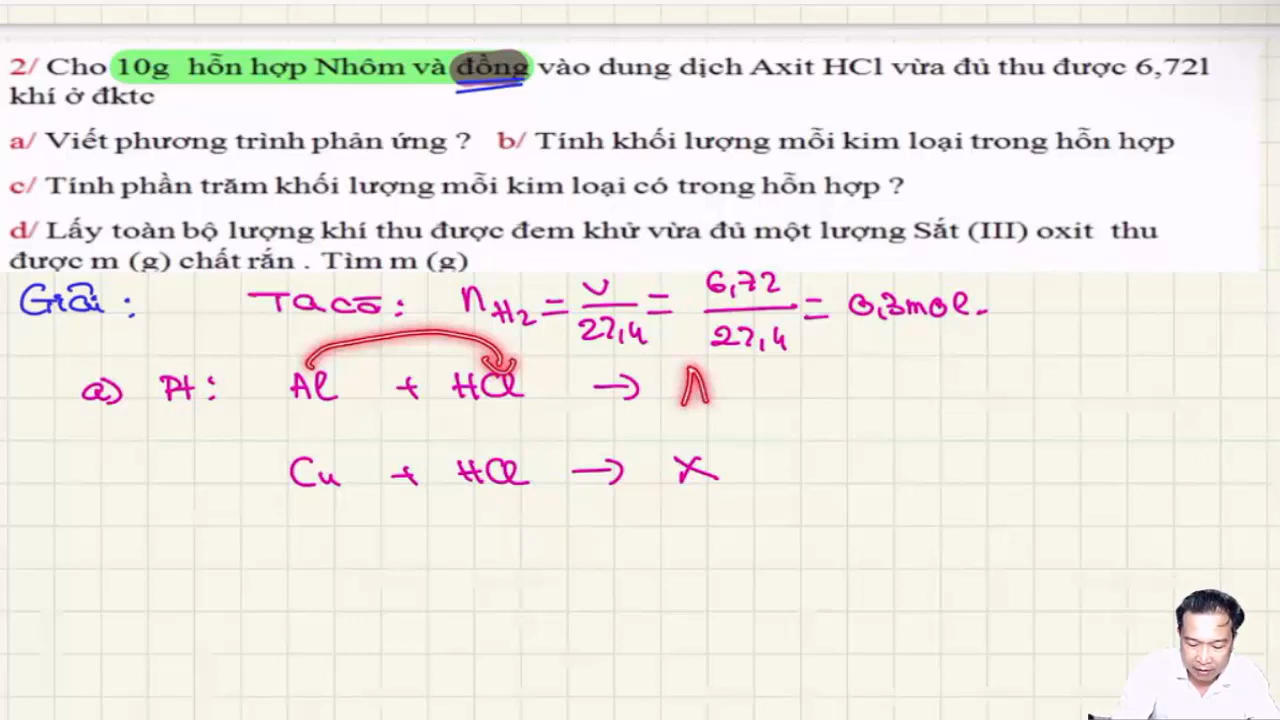 2/ Cho 10g hỗn hợp Nhôm và đồng vào dung dịch Axit HCl vừa đủ thu được 6,72l
khí ở đktc
a/ Viết phương trình phản ứng ? b/ Tính khối lượng mỗi kim loại trong hỗn hợp
c/ Tính phần trăm khối lượng mỗi kim loại có trong hỗn hợp ?
d/ Lấy toàn bộ lượng khí thu được đem khử vừa đủ một lượng Sắt (III) oxit thu
được m (g) chất rắn . Tìm m (g)
Giải : Ta có : n H2 = V/22,4 = 6,72/22,4 = 0,3 mol.
a) Pt : Al + HCl →
Cu + HCl → X